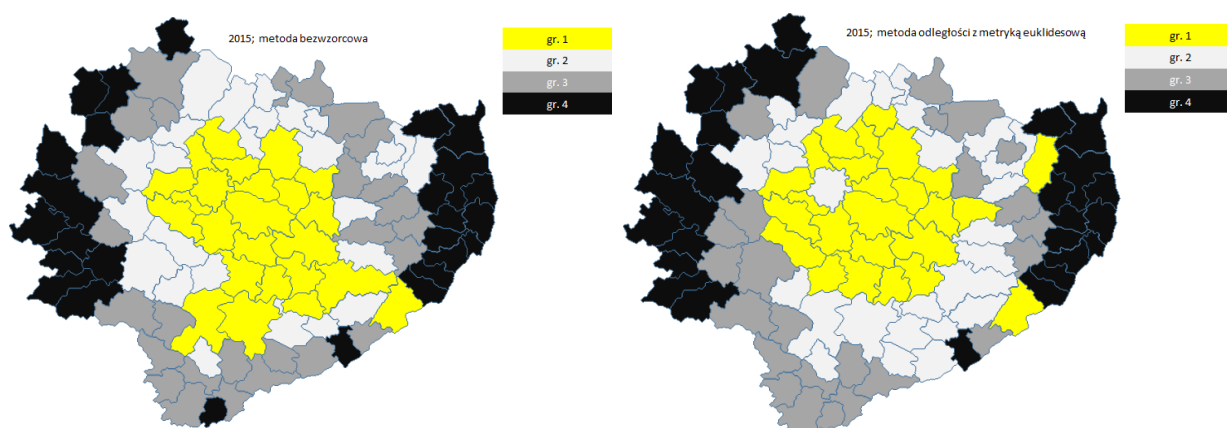 2015; metoda bezwzorcowa
gr. 1
gr. 2
gr. 3
gr. 4
2015; metoda odległości z metryką euklidesową
gr. 1
gr. 2
gr. 3
gr. 4